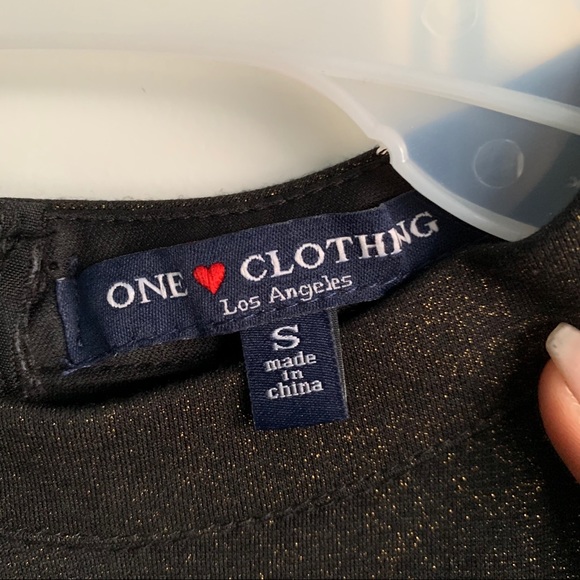 ONE ❤ CLOTHING
Los Angeles
S
made
in
china